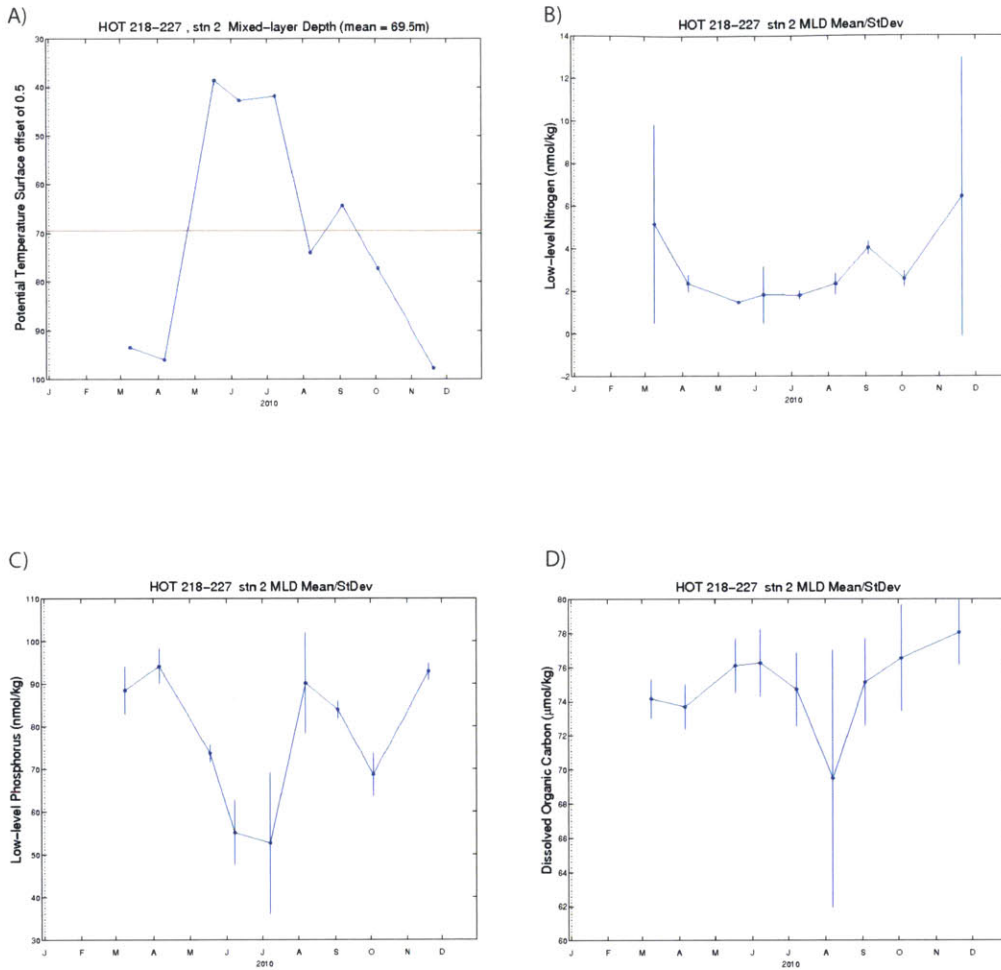 A)
HOT 218-227 , stn 2 Mixed-layer Depth (mean = 69.5m)
Potential Temperature Surface offset of 0.5
30
40
50
60
70
80
90
100
J F M A M J J A S O N D
2010
B)
HOT 218-227 stn 2 MLD Mean/StDev
Low-level Nitrogen (nmol/kg)
14
12
10
8
6
4
2
0
-2
J F M A M J J A S O N D
2010
C)
HOT 218-227 stn 2 MLD Mean/StDev
Low-level Phosphorus (nmol/kg)
110
100
90
80
70
60
50
40
30
J F M A M J J A S O N D
2010
D)
HOT 218-227 stn 2 MLD Mean/StDev
Dissolved Organic Carbon (μmol/kg)
80
78
76
74
72
70
68
66
64
62
60
J F M A M J J A S O N D
2010